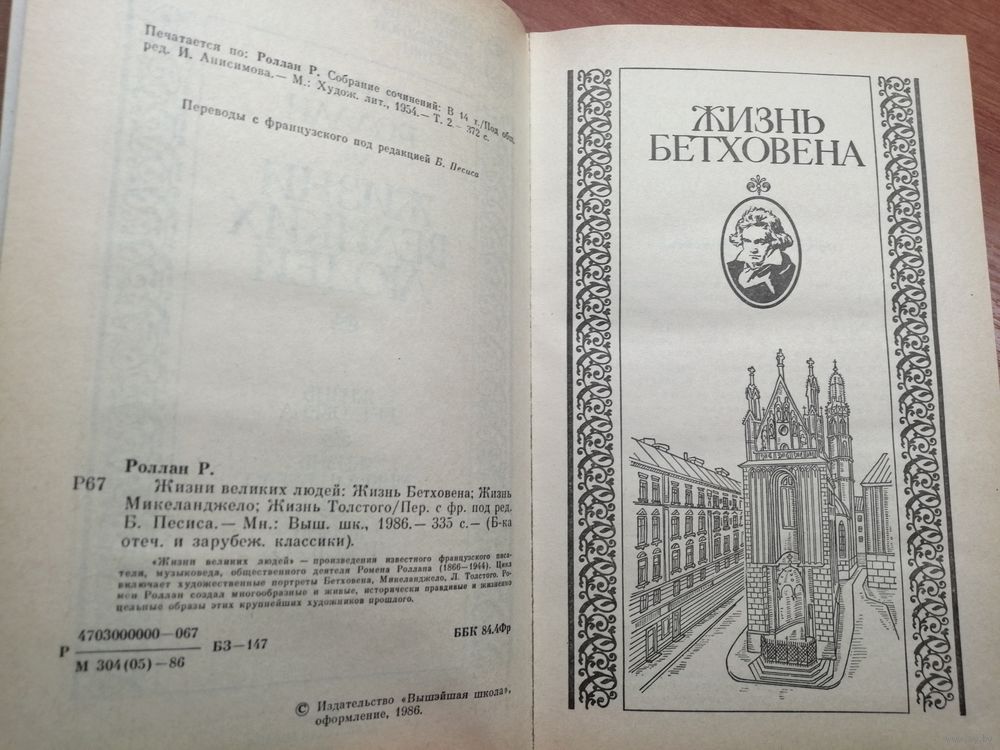 Печатается по: Роллан Р. Собрание сочинений: В 14 т./Под общ.
ред. И. Анисимова.— М.: Худож. лит., 1954.— Т. 2.— 372 с.
Переводы с французского под редакцией Б. Песиса
Роллан Р.
Р67
Жизни великих людей: Жизнь Бетховена; Жизнь
Микеланджело; Жизнь Толстого/Пер. с фр. под ред.
Б. Песиса.— Мн.: Выш. шк., 1986.— 335 с.— (Б-ка
отеч. и зарубеж. классики).
«Жизни великих людей» — произведения известного французского писа-
теля, музыковеда, общественного деятеля Ромена Роллана (1866—1944). Цикл
включает художественные портреты Бетховена, Микеланджело, Л. Толстого. Ро-
мен Роллан создал многообразные и живые, исторически правдивые и жизненно
цельные образы этих крупнейших художников прошлого.
Р 4703000000—067
М 304(05)—86
БЗ—147
ББК 84.4Фр
© Издательство «Вышэйшая школа»,
оформление, 1986.
ЖИЗНЬ
БЕТХОВЕНА